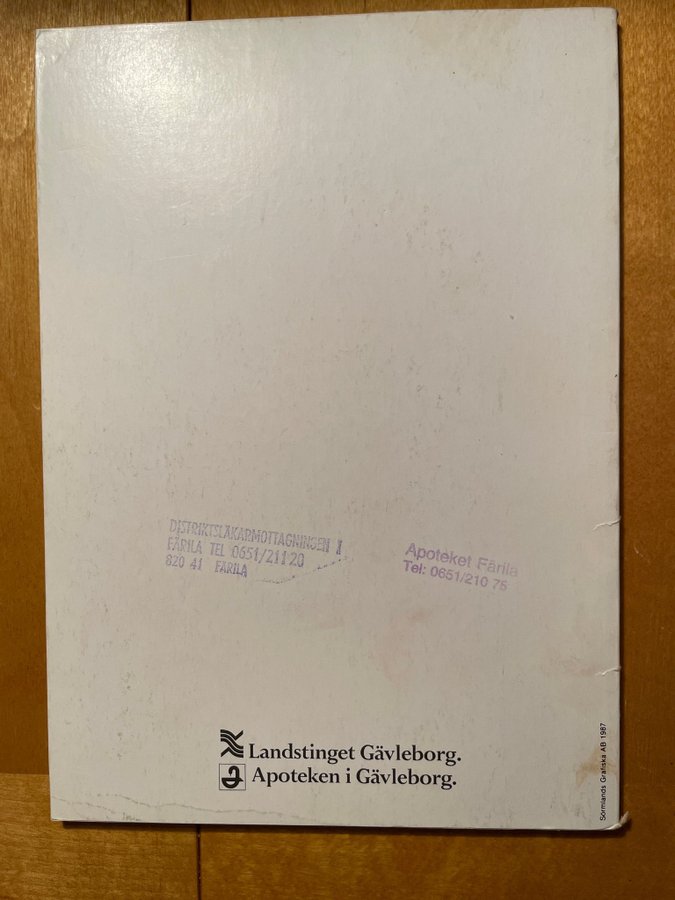 DISTRIKTSLÄKARMOTTAGNINGEN I
FÄRILA TEL 0651/211 20
820 41 FÄRILA
Apoteket Färila
Tel: 0651/210 75
Landstinget Gävleborg.
Apoteken i Gävleborg.
Sörmlands Grafiska AB 1987